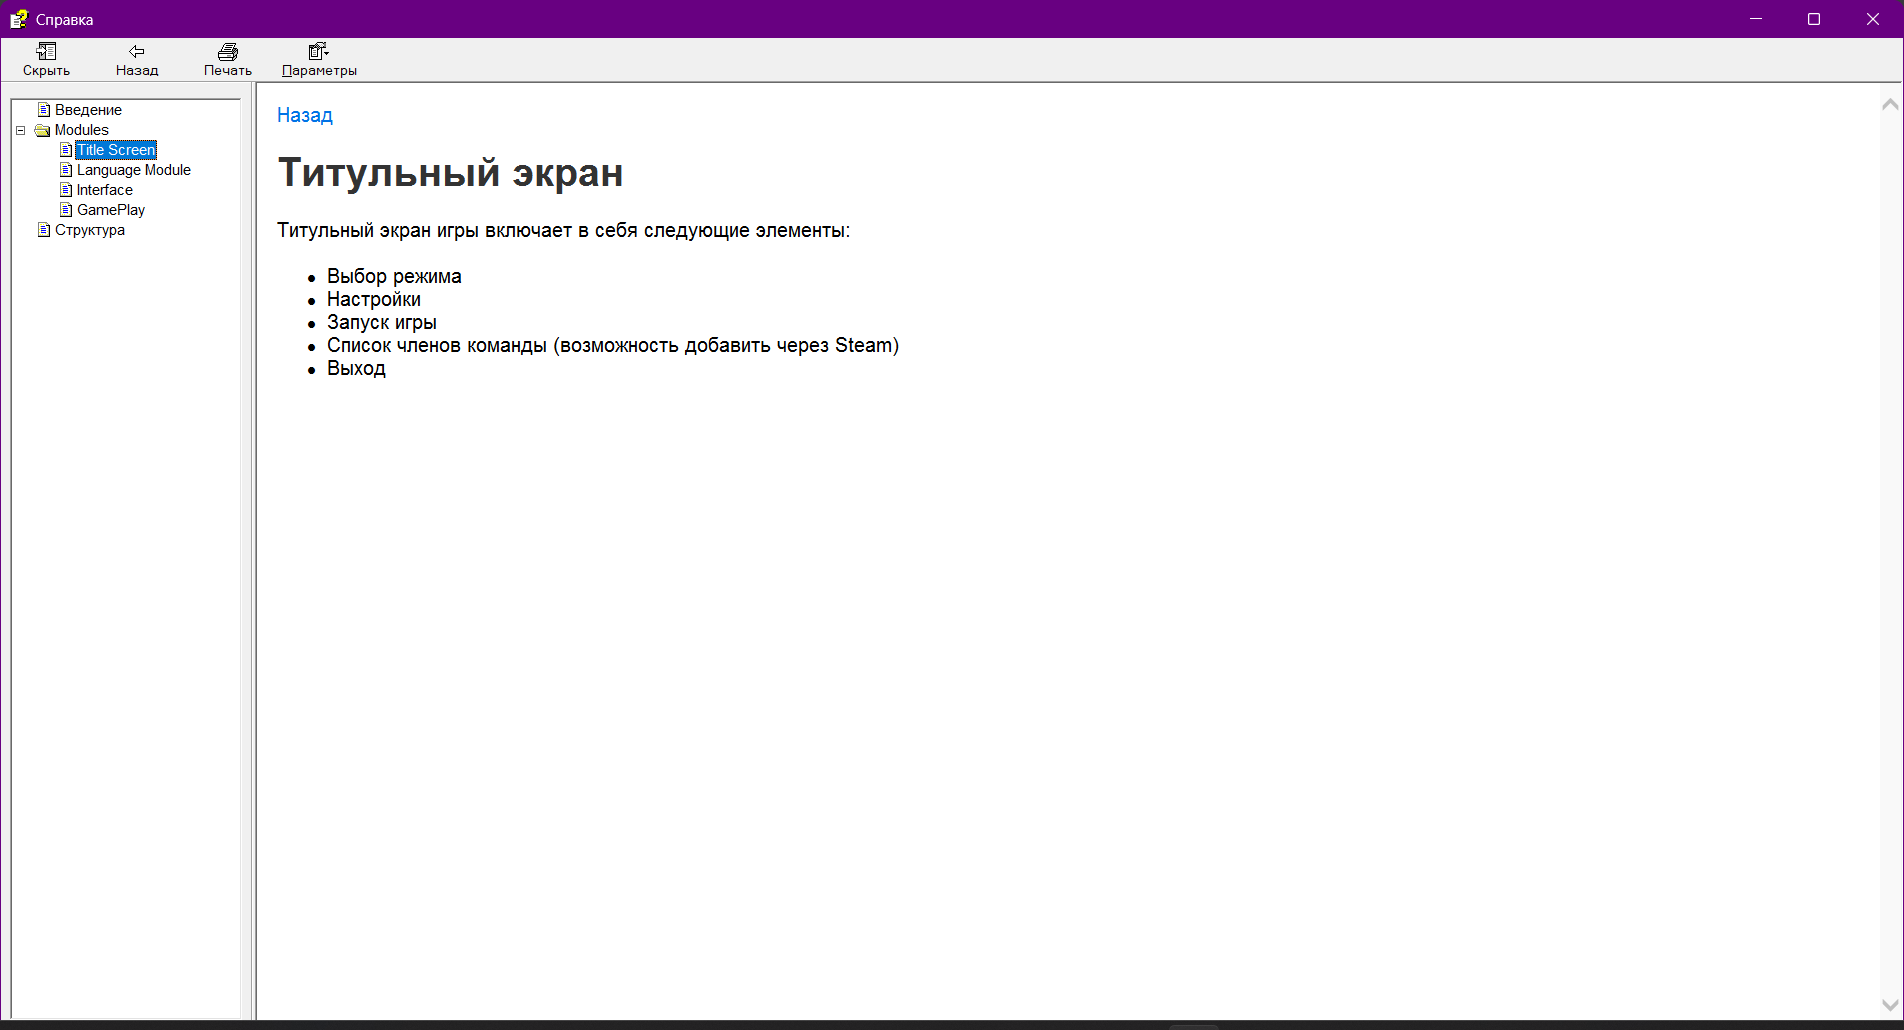 Справка
Скрыть
Назад
Печать
Параметры
Введение
Modules
Title Screen
Language Module
Interface
GamePlay
Структура
Назад
Титульный экран
Титульный экран игры включает в себя следующие элементы:
Выбор режима
Настройки
Запуск игры
Список членов команды (возможность добавить через Steam)
Выход